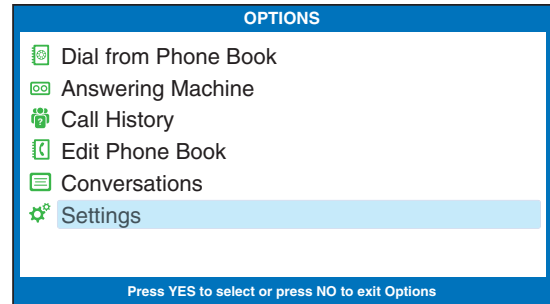 OPTIONS
Dial from Phone Book
Answering Machine
Call History
Edit Phone Book
Conversations
Settings
Press YES to select or press NO to exit Options